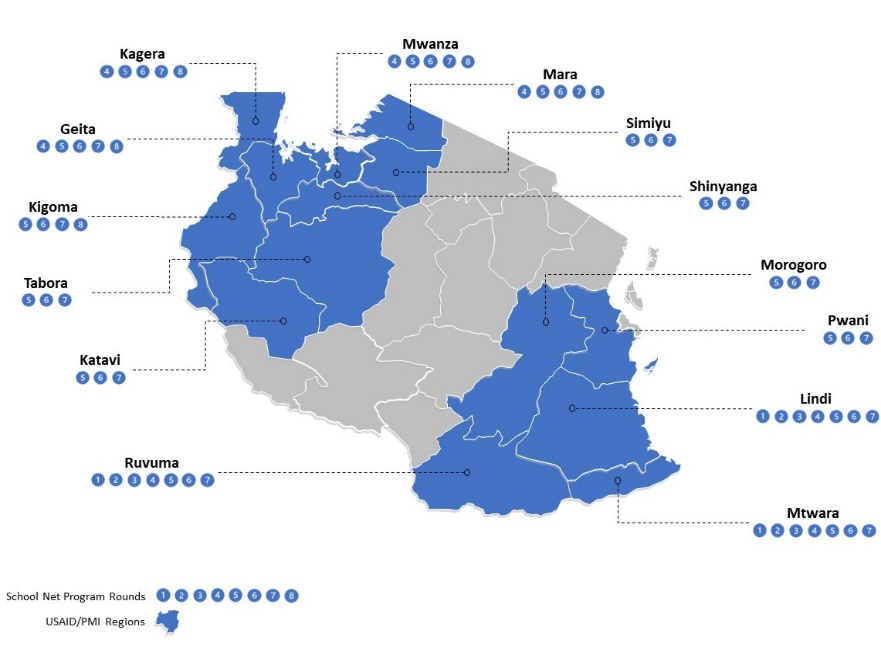 Mwanza
4 5 6 7 8
Kagera
4 5 6 7 8
Mara
4 5 6 7 8
Geita
4 5 6 7 8
Simiyu
5 6 7
Shinyanga
5 6 7
Kigoma
5 6 7 8
Morogoro
5 6 7
Tabora
5 6 7
Pwani
5 6 7
Katavi
5 6 7
Lindi
1 2 3 4 5 6 7
Ruvuma
1 2 3 4 5 6 7
Mtwara
1 2 3 4 5 6 7
School Net Program Rounds 1 2 3 4 5 6 7 8
USAID/PMI Regions